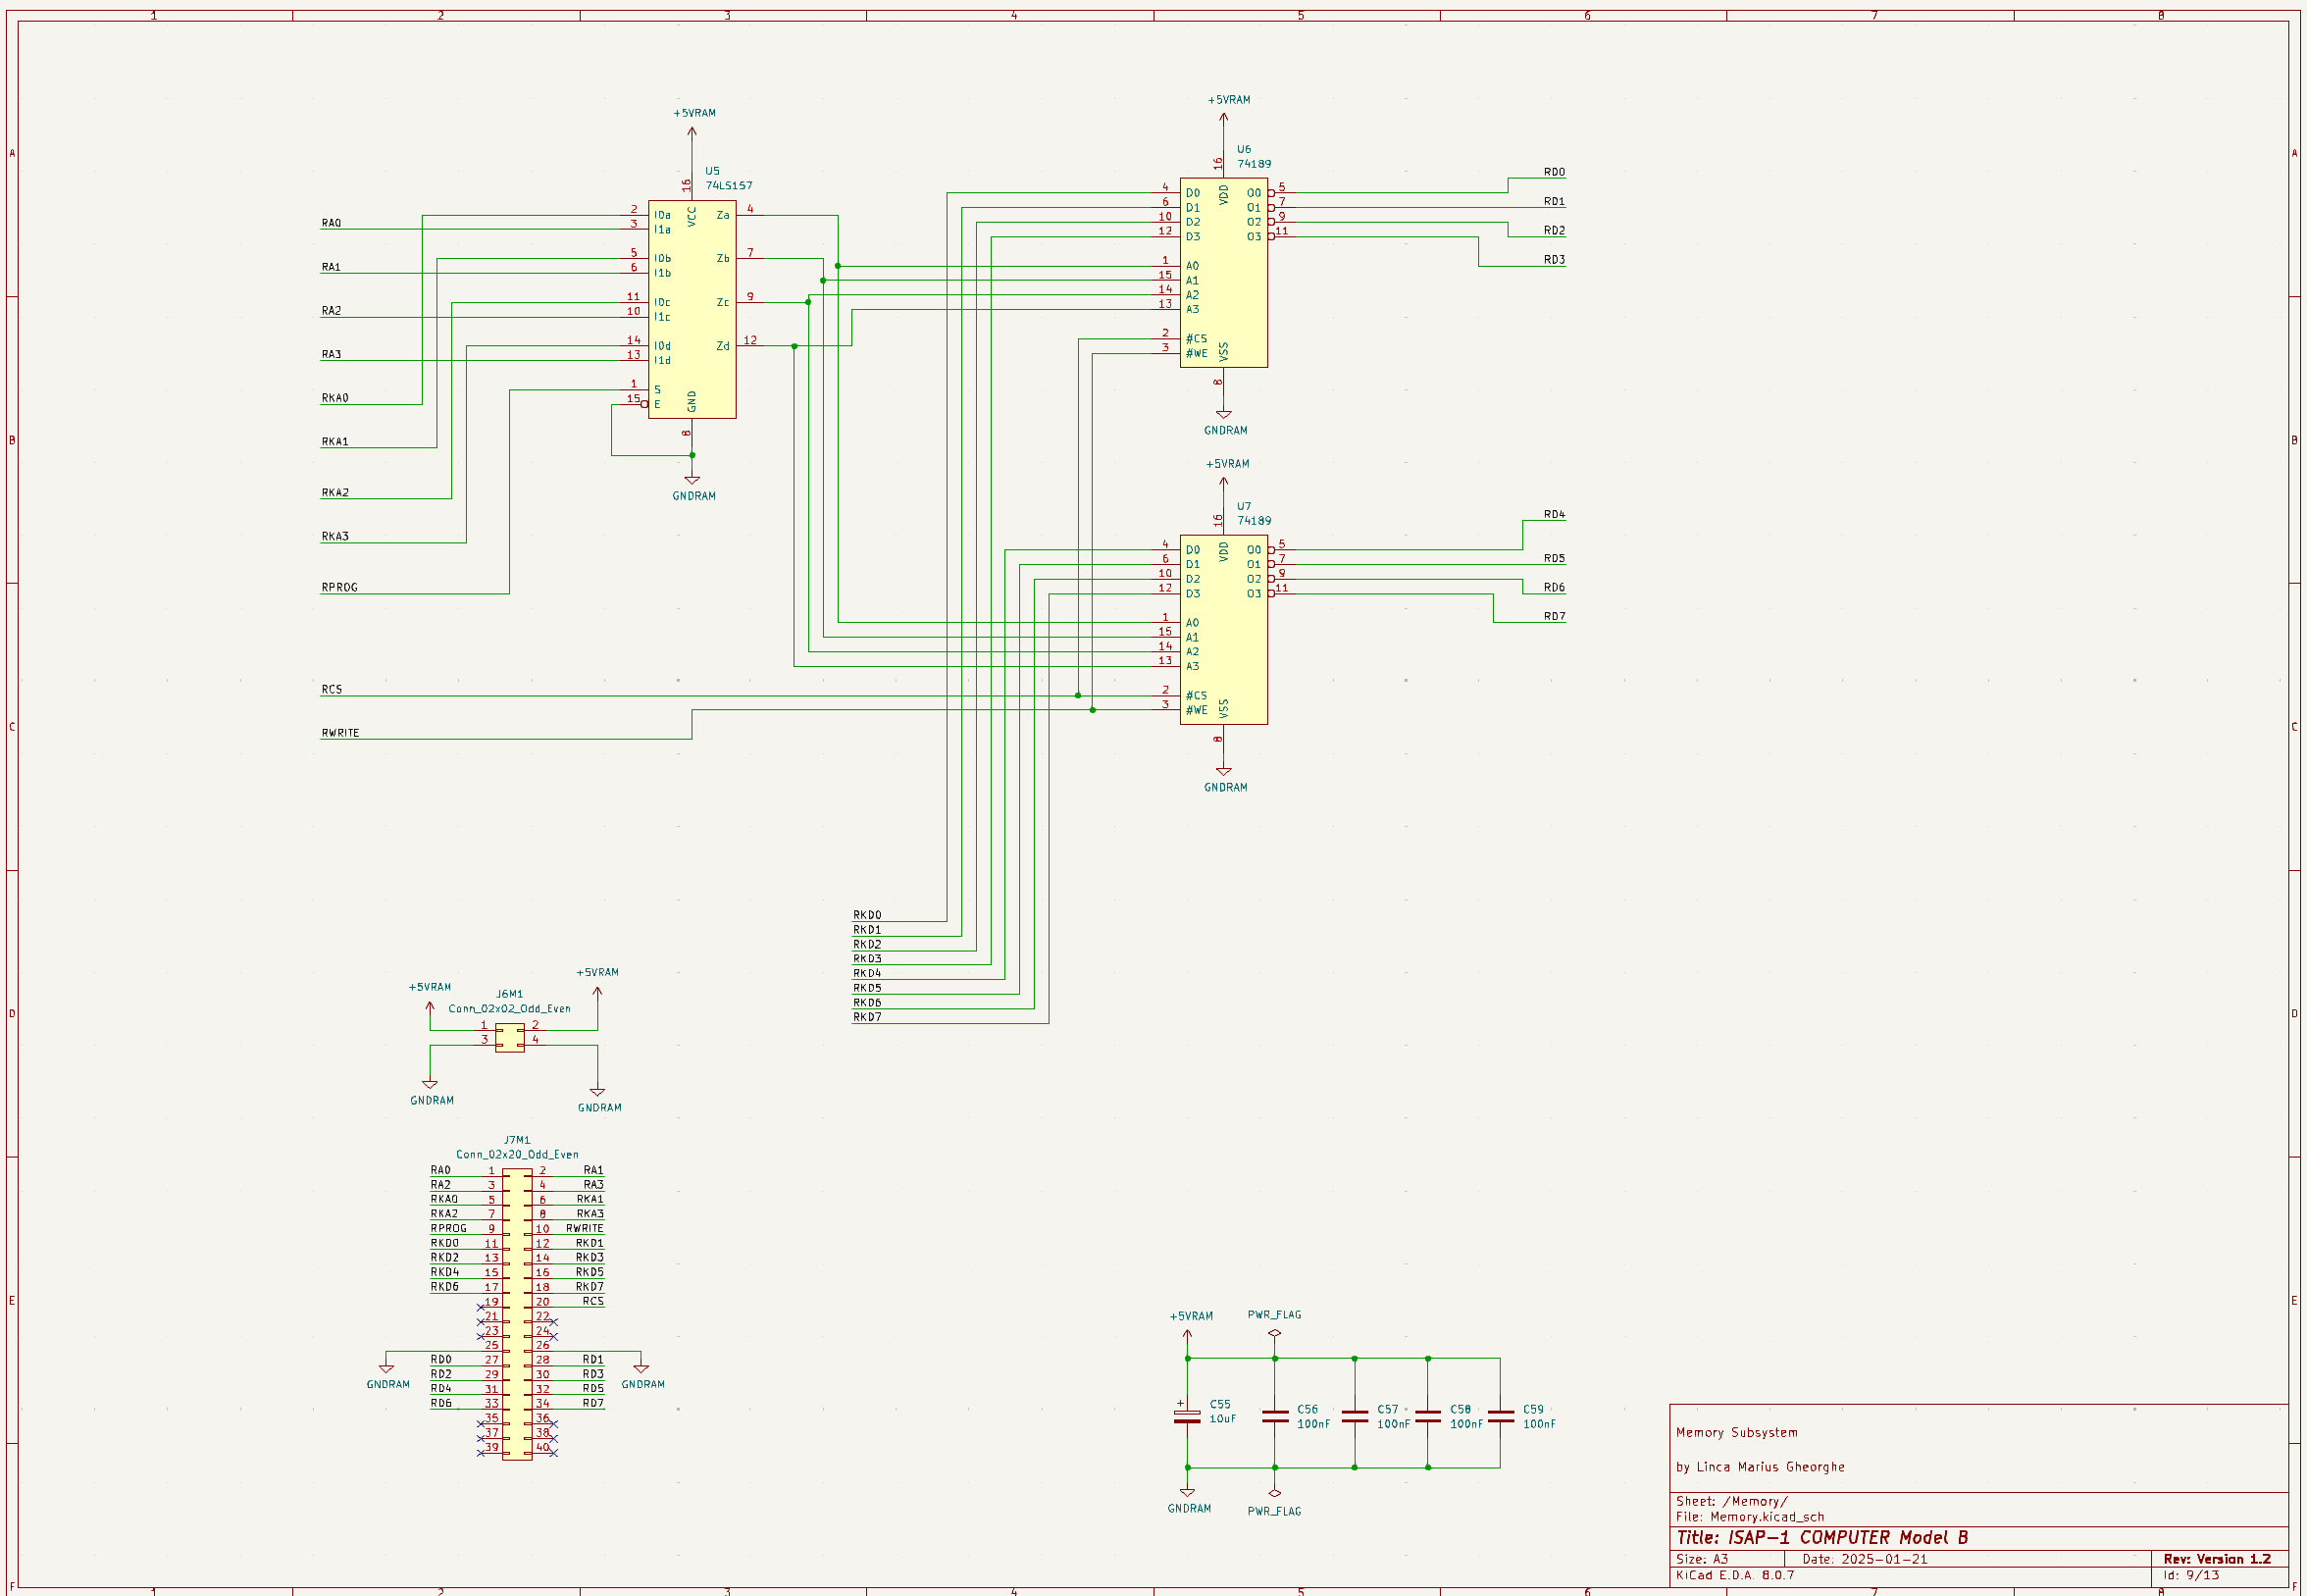 1 2 3 4 5 6 7 8
A
B
C
D
E
F
A
B
C
D
E
F
+5VRAM
U5
74LS157
16
VCC
2 I0a
3 I1a
5 I0b
6 I1b
11 I0c
10 I1c
14 I0d
13 I1d
1 S
15 E
Za 4
Zb 7
Zc 9
Zd 12
GND
8
GNDRAM
RA0
RA1
RA2
RA3
RKA0
RKA1
RKA2
RKA3
RPROG
RCS
RWRITE
+5VRAM
U6
74189
16
VDD
4 D0
6 D1
10 D2
12 D3
1 A0
15 A1
14 A2
13 A3
2 #CS
3 #WE
O0 5
O1 7
O2 9
O3 11
VSS
8
GNDRAM
RD0
RD1
RD2
RD3
+5VRAM
U7
74189
16
VDD
4 D0
6 D1
10 D2
12 D3
1 A0
15 A1
14 A2
13 A3
2 #CS
3 #WE
O0 5
O1 7
O2 9
O3 11
VSS
8
GNDRAM
RD4
RD5
RD6
RD7
RKD0
RKD1
RKD2
RKD3
RKD4
RKD5
RKD6
RKD7
+5VRAM
+5VRAM
J6M1
Conn_02x02_Odd_Even
1 2
3 4
GNDRAM
GNDRAM
J7M1
Conn_02x20_Odd_Even
RA0 1 2 RA1
RA2 3 4 RA3
RKA0 5 6 RKA1
RKA2 7 8 RKA3
RPROG 9 10 RWRITE
RKD0 11 12 RKD1
RKD2 13 14 RKD3
RKD4 15 16 RKD5
RKD6 17 18 RKD7
19 20 RCS
21 22
23 24
25 26
RD0 27 28 RD1
RD2 29 30 RD3
RD4 31 32 RD5
RD6 33 34 RD7
35 36
37 38
39 40
GNDRAM
GNDRAM
+5VRAM
PWR_FLAG
+
C55
10uF
C56
100nF
C57
100nF
C58
100nF
C59
100nF
GNDRAM
PWR_FLAG
Memory Subsystem
by Linca Marius Gheorghe
Sheet: /Memory/
File: Memory.kicad_sch
Title: ISAP-1 COMPUTER Model B
Size: A3 Date: 2025-01-21 Rev: Version 1.2
KiCad E.D.A. 8.0.7 Id: 9/13
1 2 3 4 5 6 7 8